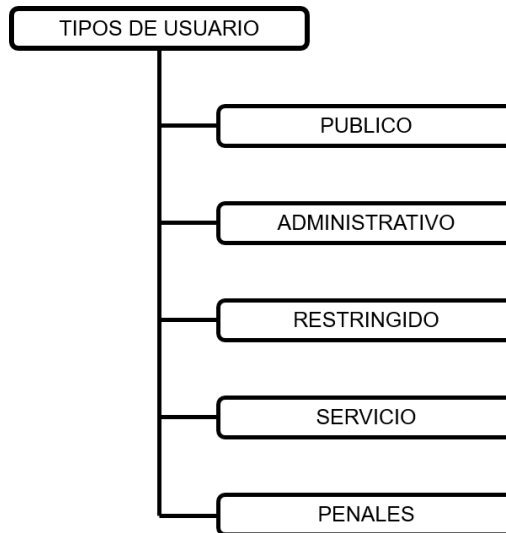 TIPOS DE USUARIO
PUBLICO
ADMINISTRATIVO
RESTRINGIDO
SERVICIO
PENALES